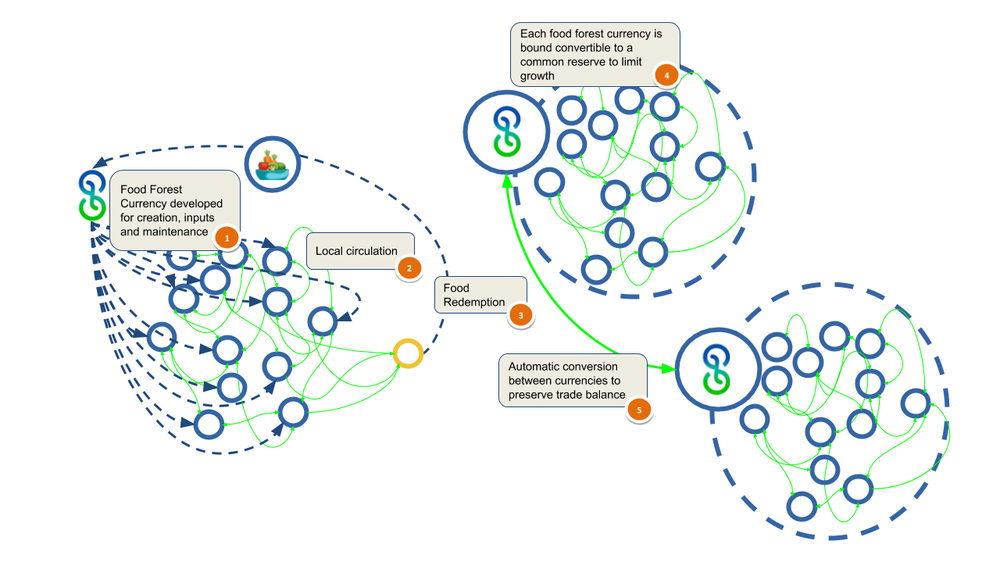 Food Forest
Currency developed
for creation, inputs
and maintenance
1
Local circulation
2
Food
Redemption
3
Each food forest currency is
bound convertible to a
common reserve to limit
growth
4
Automatic conversion
between currencies to
preserve trade balance
5